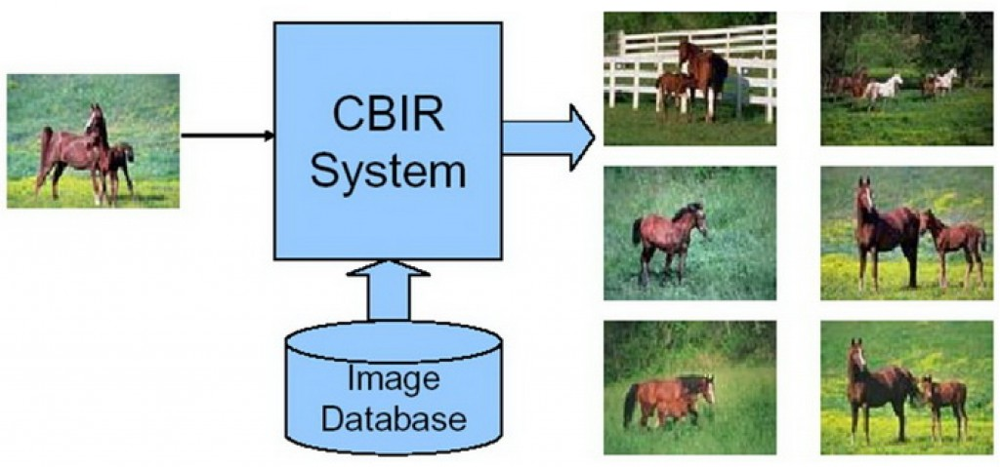 CBIR
System
Image
Database